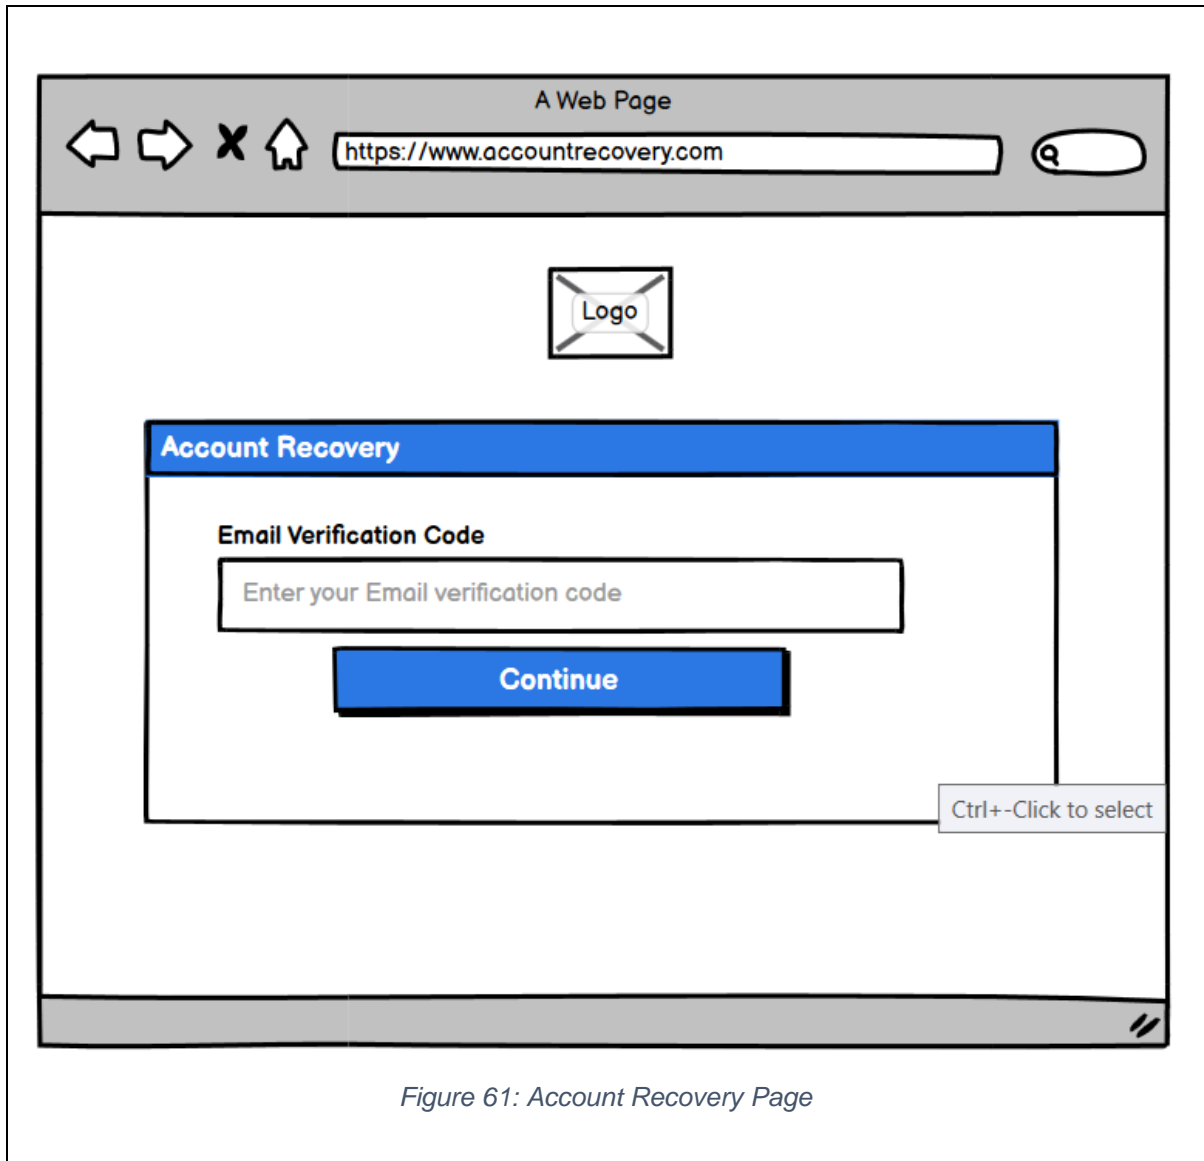 A Web Page
https://www.accountrecovery.com
Logo
Account Recovery
Email Verification Code
Enter your Email verification code
Continue
Ctrl+-Click to select
Figure 61: Account Recovery Page